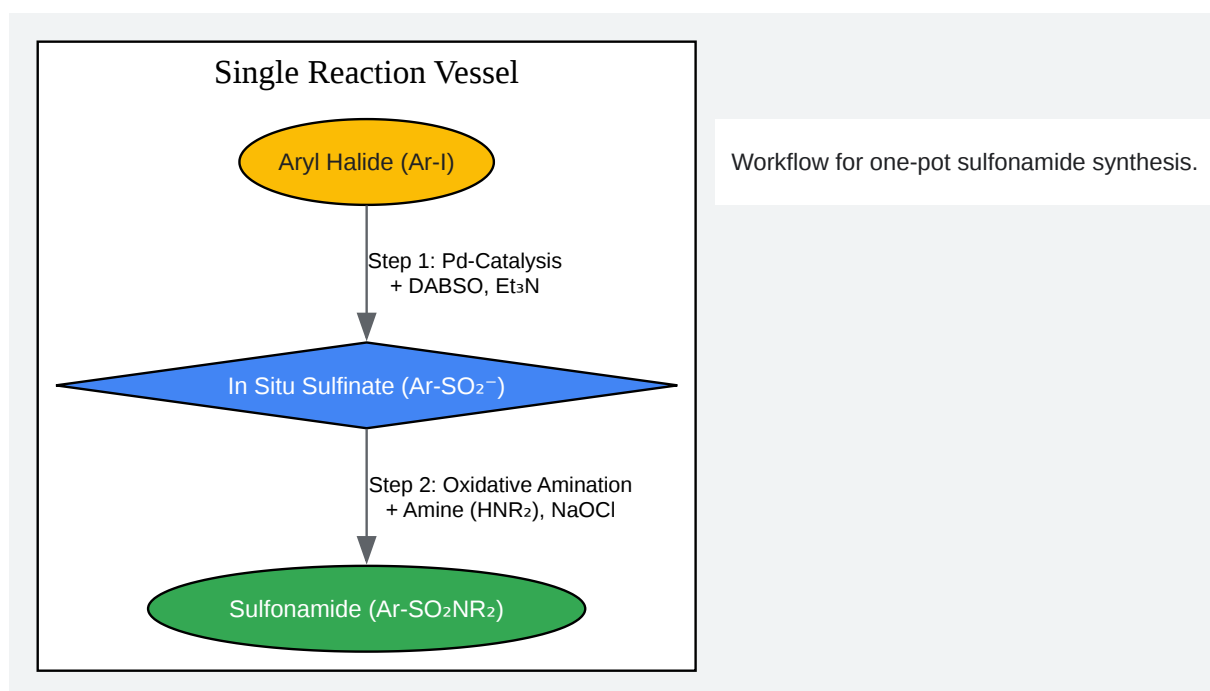 Single Reaction Vessel
Aryl Halide (Ar-I)
Workflow for one-pot sulfonamide synthesis.
Step 1: Pd-Catalysis
+ DABSO, Et₃N
In Situ Sulfinate (Ar-SO₂⁻)
Step 2: Oxidative Amination
+ Amine (HNR₂), NaOCl
Sulfonamide (Ar-SO₂NR₂)